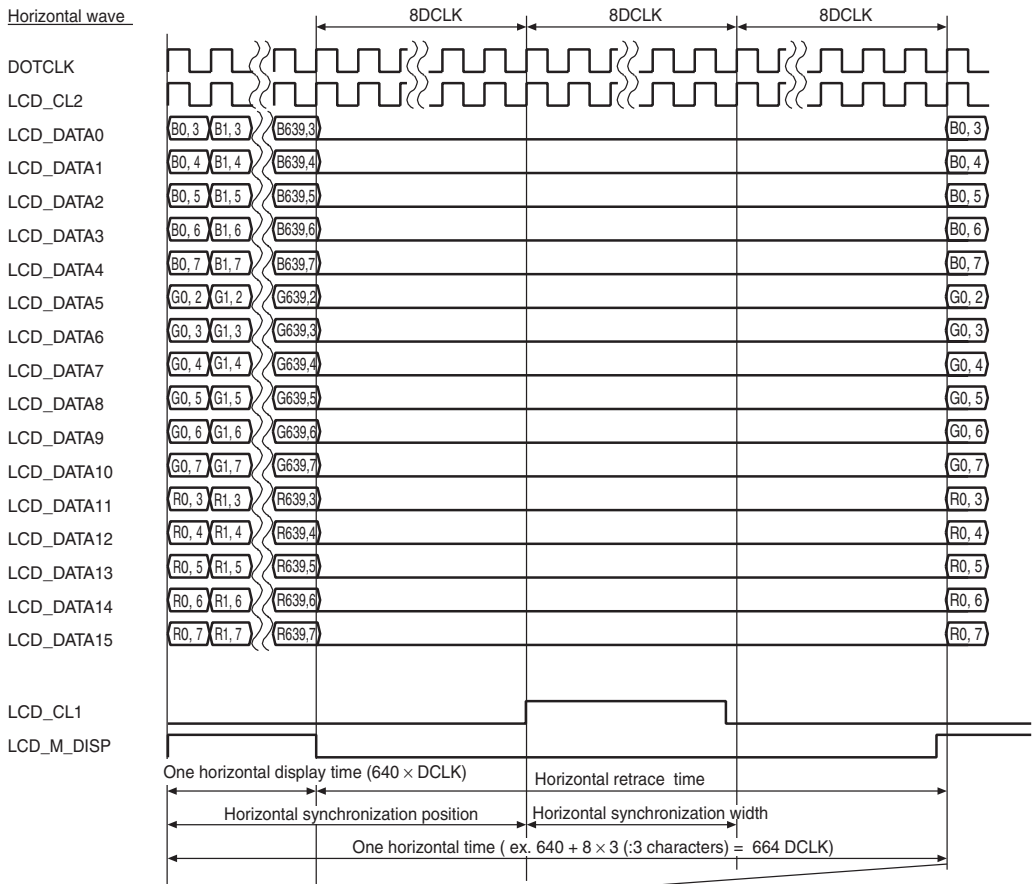 Horizontal wave
8DCLK 8DCLK 8DCLK
DOTCLK
LCD_CL2
LCD_DATA0 B0, 3 B1, 3 B639,3 B0, 3
LCD_DATA1 B0, 4 B1, 4 B639,4 B0, 4
LCD_DATA2 B0, 5 B1, 5 B639,5 B0, 5
LCD_DATA3 B0, 6 B1, 6 B639,6 B0, 6
LCD_DATA4 B0, 7 B1, 7 B639,7 B0, 7
LCD_DATA5 G0, 2 G1, 2 G639,2 G0, 2
LCD_DATA6 G0, 3 G1, 3 G639,3 G0, 3
LCD_DATA7 G0, 4 G1, 4 G639,4 G0, 4
LCD_DATA8 G0, 5 G1, 5 G639,5 G0, 5
LCD_DATA9 G0, 6 G1, 6 G639,6 G0, 6
LCD_DATA10 G0, 7 G1, 7 G639,7 G0, 7
LCD_DATA11 R0, 3 R1, 3 R639,3 R0, 3
LCD_DATA12 R0, 4 R1, 4 R639,4 R0, 4
LCD_DATA13 R0, 5 R1, 5 R639,5 R0, 5
LCD_DATA14 R0, 6 R1, 6 R639,6 R0, 6
LCD_DATA15 R0, 7 R1, 7 R639,7 R0, 7
LCD_CL1
LCD_M_DISP
One horizontal display time (640 × DCLK) Horizontal retrace time
Horizontal synchronization position Horizontal synchronization width
One horizontal time ( ex. 640 + 8 × 3 (:3 characters) = 664 DCLK)